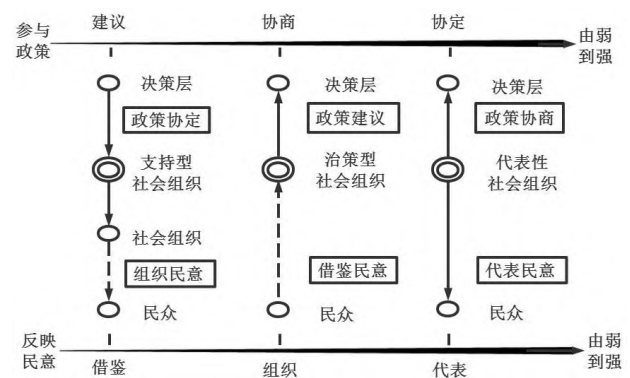 参与
政策
建议
协商
协定
由弱
到强
决策层
决策层
决策层
政策协定
政策建议
政策协商
支持型
社会组织
治策型
社会组织
代表性
社会组织
社会组织
组织民意
借鉴民意
代表民意
民众
民众
民众
反映
民意
借鉴
组织
代表
由弱
到强